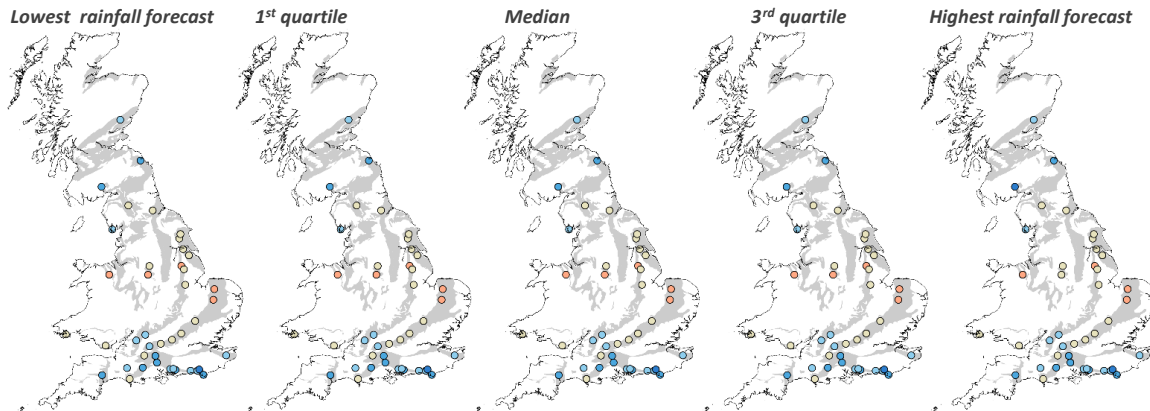 Lowest rainfall forecast
1st quartile
Median
3rd quartile
Highest rainfall forecast